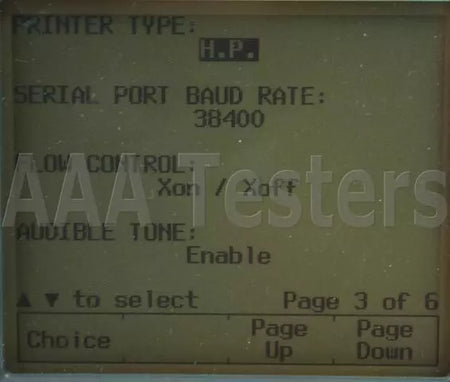 PRINTER TYPE:
H.P.
SERIAL PORT BAUD RATE:
38400
FLOW CONTROL:
Xon / Xoff
AAA Testers
AUDIBLE TONE:
Enable
▲ ▼ to select Page 3 of 6
Choice Page Up Page Down